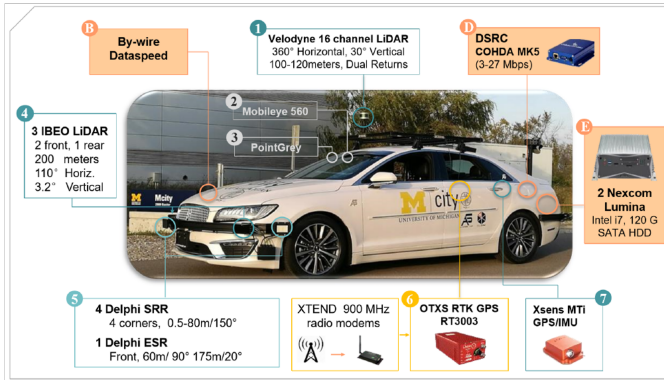 B
By-wire
Dataspeed
1
Velodyne 16 channel LiDAR
360° Horizontal, 30° Vertical
100-120meters, Dual Returns
D
DSRC
COHDA MK5
(3-27 Mbps)
2
Mobileye 560
3
PointGrey
4
3 IBEO LiDAR
2 front, 1 rear
200 meters
110° Horiz.
3.2° Vertical
E
2 Nexcom
Lumina
Intel i7, 120 G
SATA HDD
M
Mcity
M city
UNIVERSITY OF MICHIGAN
5
4 Delphi SRR
4 corners, 0.5-80m/150°
1 Delphi ESR
Front, 60m/ 90° 175m/20°
XTEND 900 MHz
radio modems
6
OTXS RTK GPS
RT3003
7
Xsens MTi
GPS/IMU